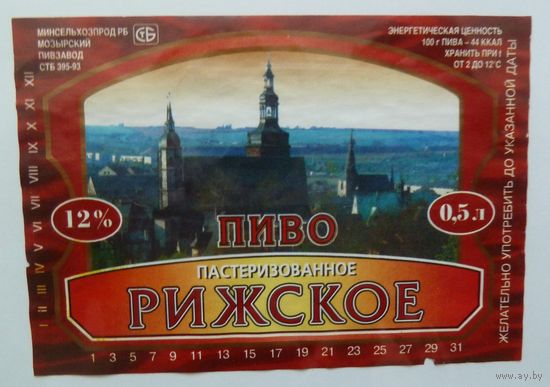 МИНСЕЛЬХОЗПРОД РБ
МОЗЫРСКИЙ
ПИВЗАВОД
СТБ 395-93
СТБ
ЭНЕРГЕТИЧЕСКАЯ ЦЕННОСТЬ
100 г ПИВА – 44 ККАЛ
ХРАНИТЬ ПРИ t
ОТ 2 ДО 12°С
I II III IV V VI VII VIII IX X XI XII
12%
0,5 л
ПИВО
ПАСТЕРИЗОВАННОЕ
РИЖСКОЕ
1 3 5 7 9 11 13 15 17 19 21 23 25 27 29 31
ЖЕЛАТЕЛЬНО УПОТРЕБИТЬ ДО УКАЗАННОЙ ДАТЫ
www.ay.by